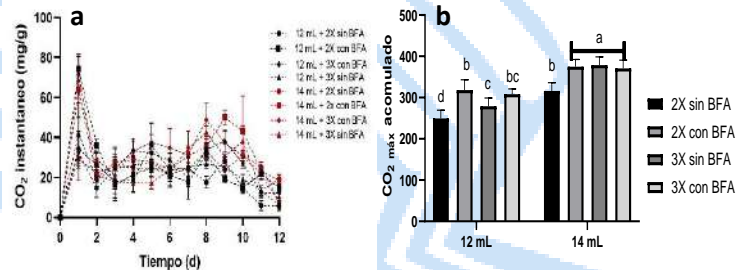 a
CO2 instantaneo (mg/g)
100
80
60
40
20
0
0 2 4 6 8 10 12
Tiempo (d)
12 mL + 2X sin BFA
12 mL + 2X con BFA
12 mL + 3X con BFA
12 mL + 3X sin BFA
14 mL + 2X sin BFA
14 mL + 2x con BFA
14 mL + 3X con BFA
14 mL + 3X sin BFA
b
CO2 máx acomulado
500
400
300
200
100
0
d b c bc b a
12 mL 14 mL
2X sin BFA
2X con BFA
3X sin BFA
3X con BFA